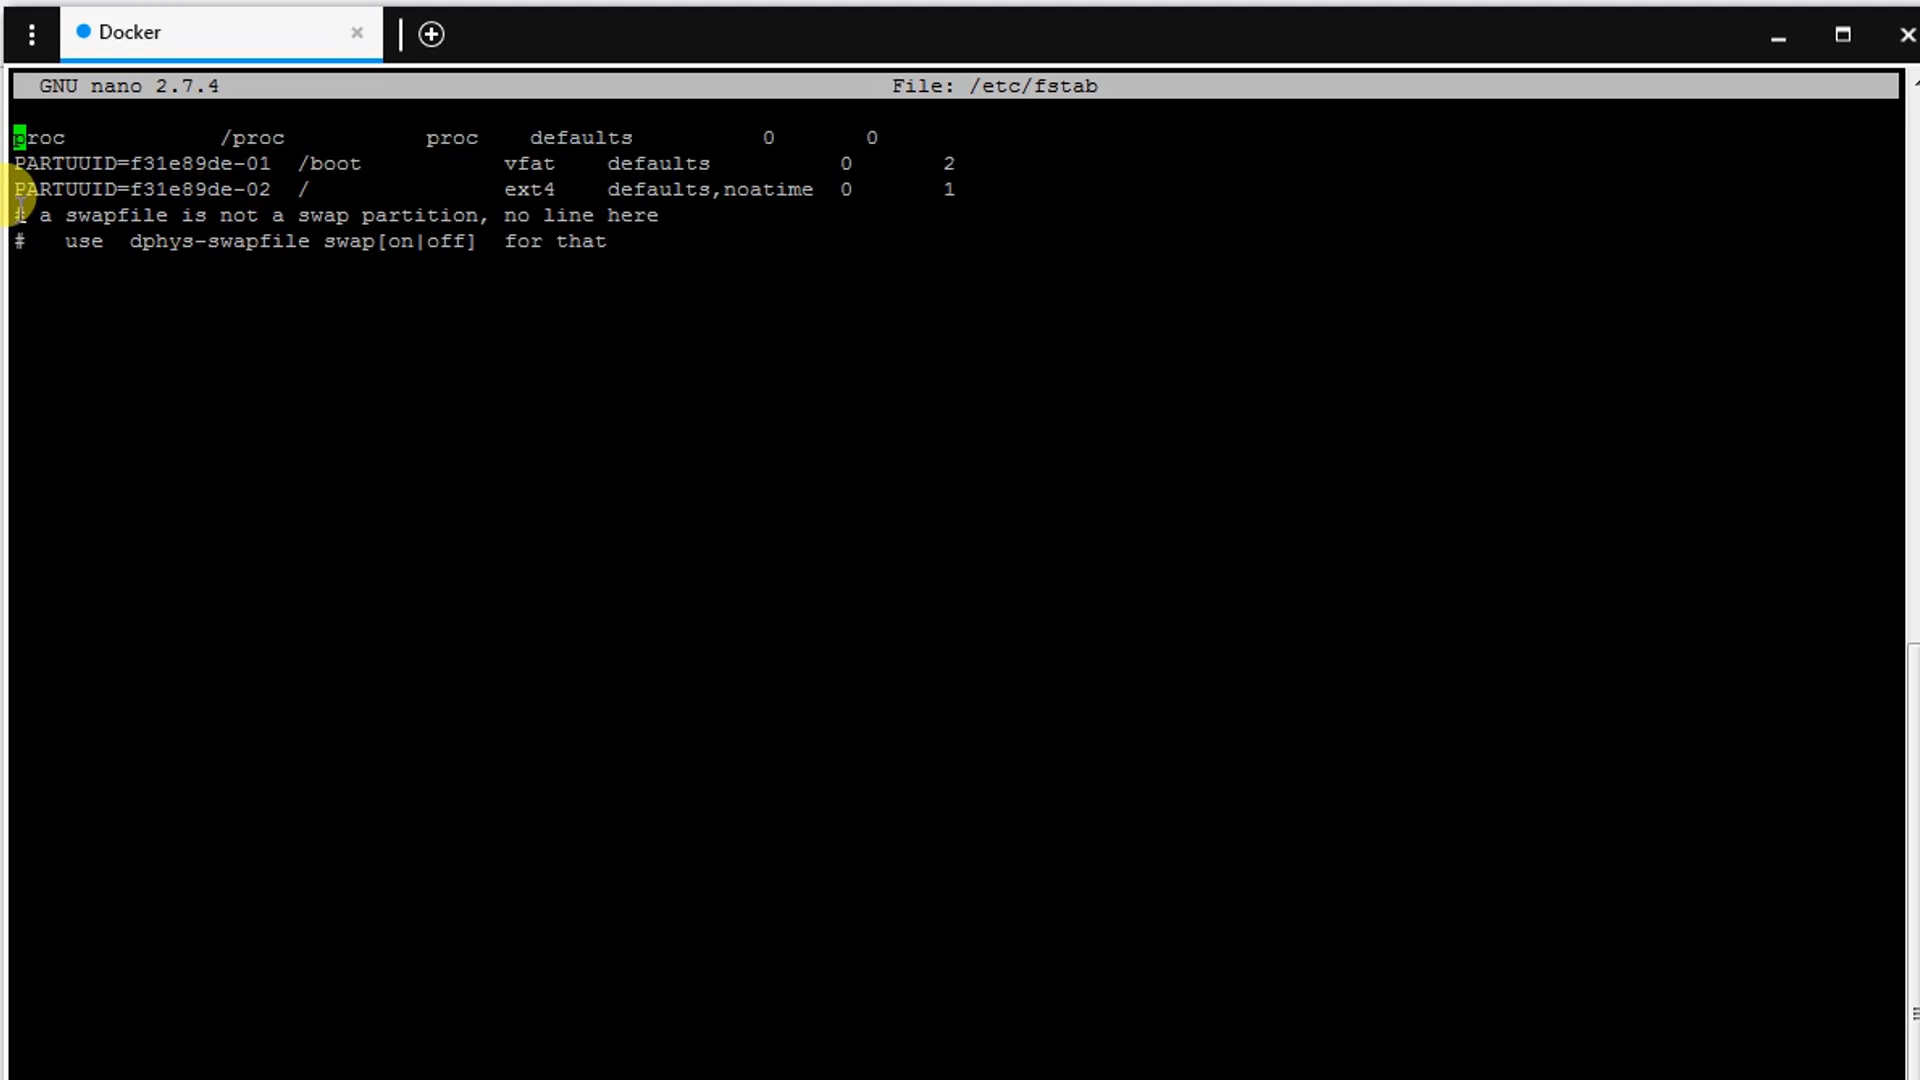 Docker
GNU nano 2.7.4 File: /etc/fstab
proc /proc proc defaults 0 0
PARTUUID=f31e89de-01 /boot vfat defaults 0 2
PARTUUID=f31e89de-02 / ext4 defaults,noatime 0 1
# a swapfile is not a swap partition, no line here
# use dphys-swapfile swap[on|off] for that